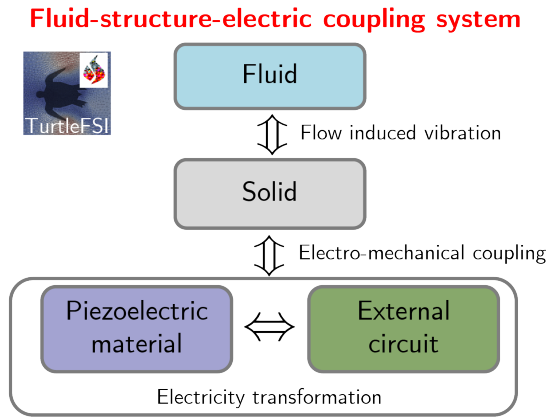 Fluid-structure-electric coupling system
Fluid
TurtleFSI
Flow induced vibration
Solid
Electro-mechanical coupling
Piezoelectric
material
External
circuit
Electricity transformation